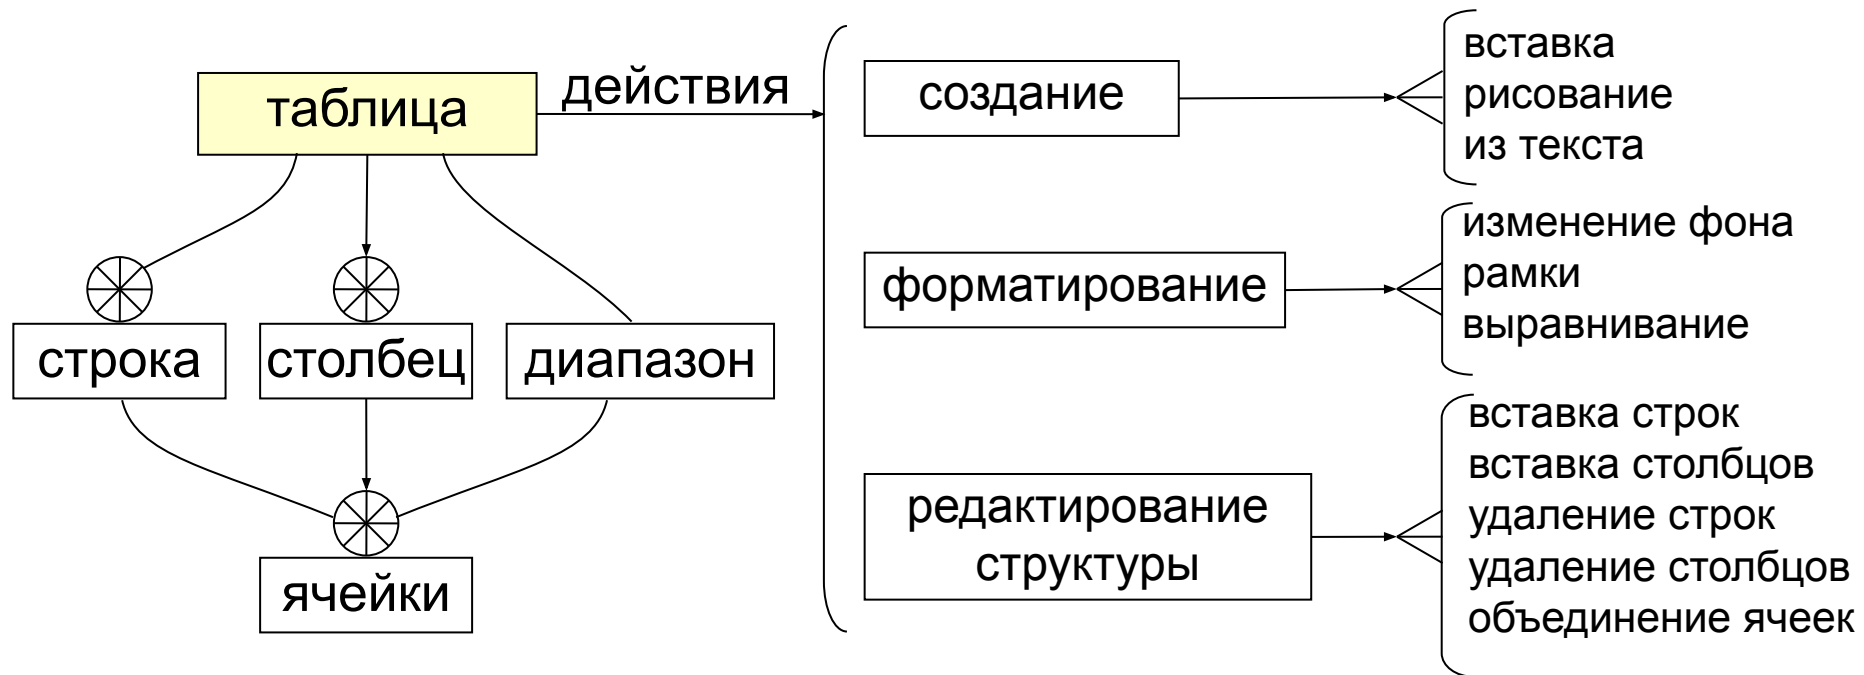 таблица
действия
строка
столбец
диапазон
ячейки
создание
вставка
рисование
из текста
форматирование
изменение фона
рамки
выравнивание
редактирование
структуры
вставка строк
вставка столбцов
удаление строк
удаление столбцов
объединение ячеек